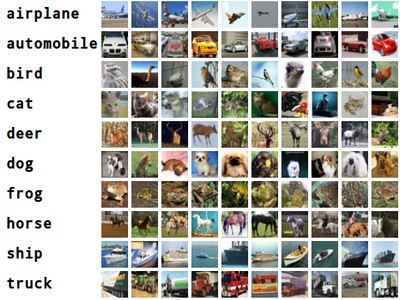 airplane
automobile
bird
cat
deer
dog
frog
horse
ship
truck